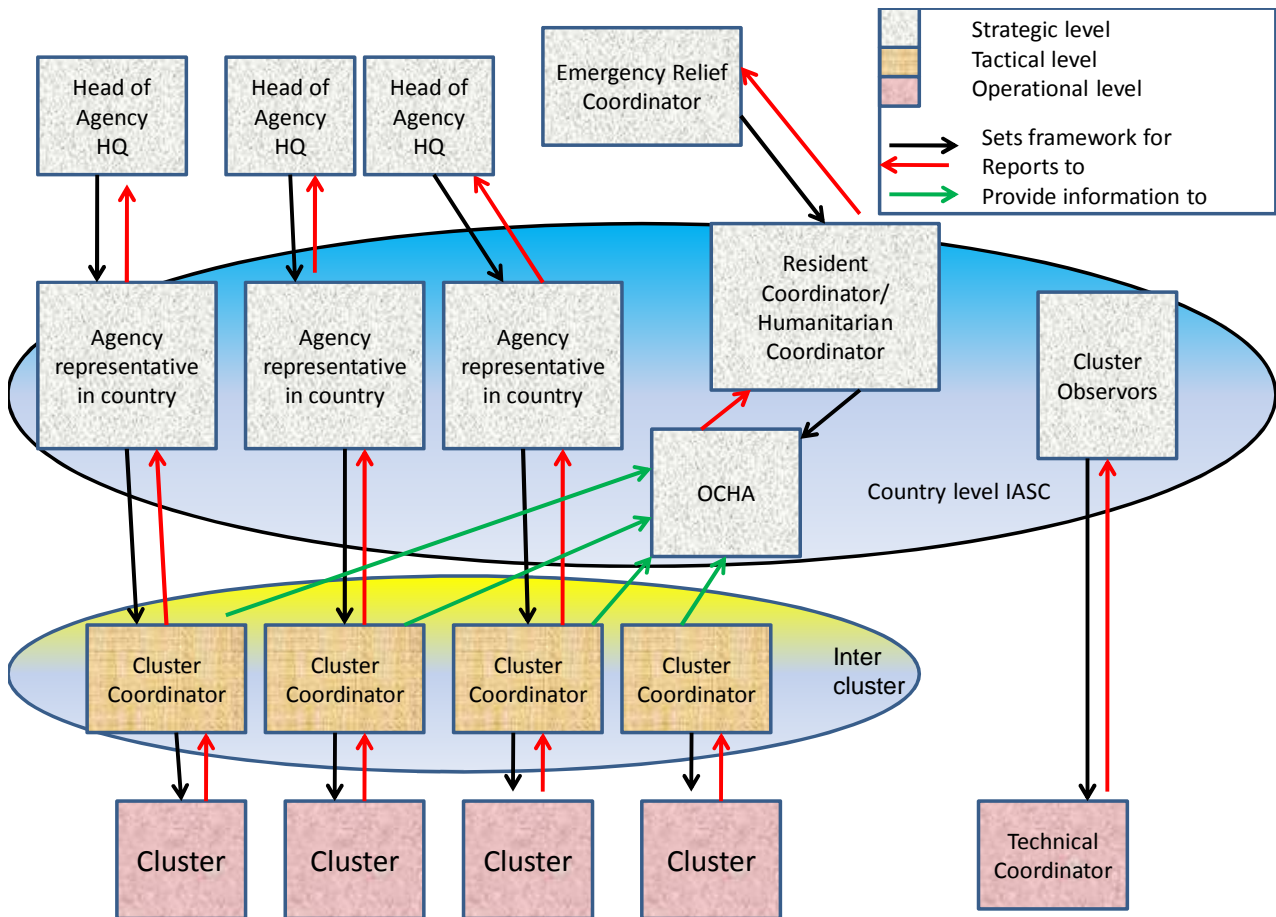 Head of
Agency
HQ
Head of
Agency
HQ
Head of
Agency
HQ
Emergency Relief
Coordinator
Strategic level
Tactical level
Operational level
Sets framework for
Reports to
Provide information to
Agency
representative
in country
Agency
representative
in country
Agency
representative
in country
Resident
Coordinator/
Humanitarian
Coordinator
Cluster
Observors
OCHA
Country level IASC
Cluster
Coordinator
Cluster
Coordinator
Cluster
Coordinator
Cluster
Coordinator
Inter
cluster
Cluster
Cluster
Cluster
Cluster
Technical
Coordinator